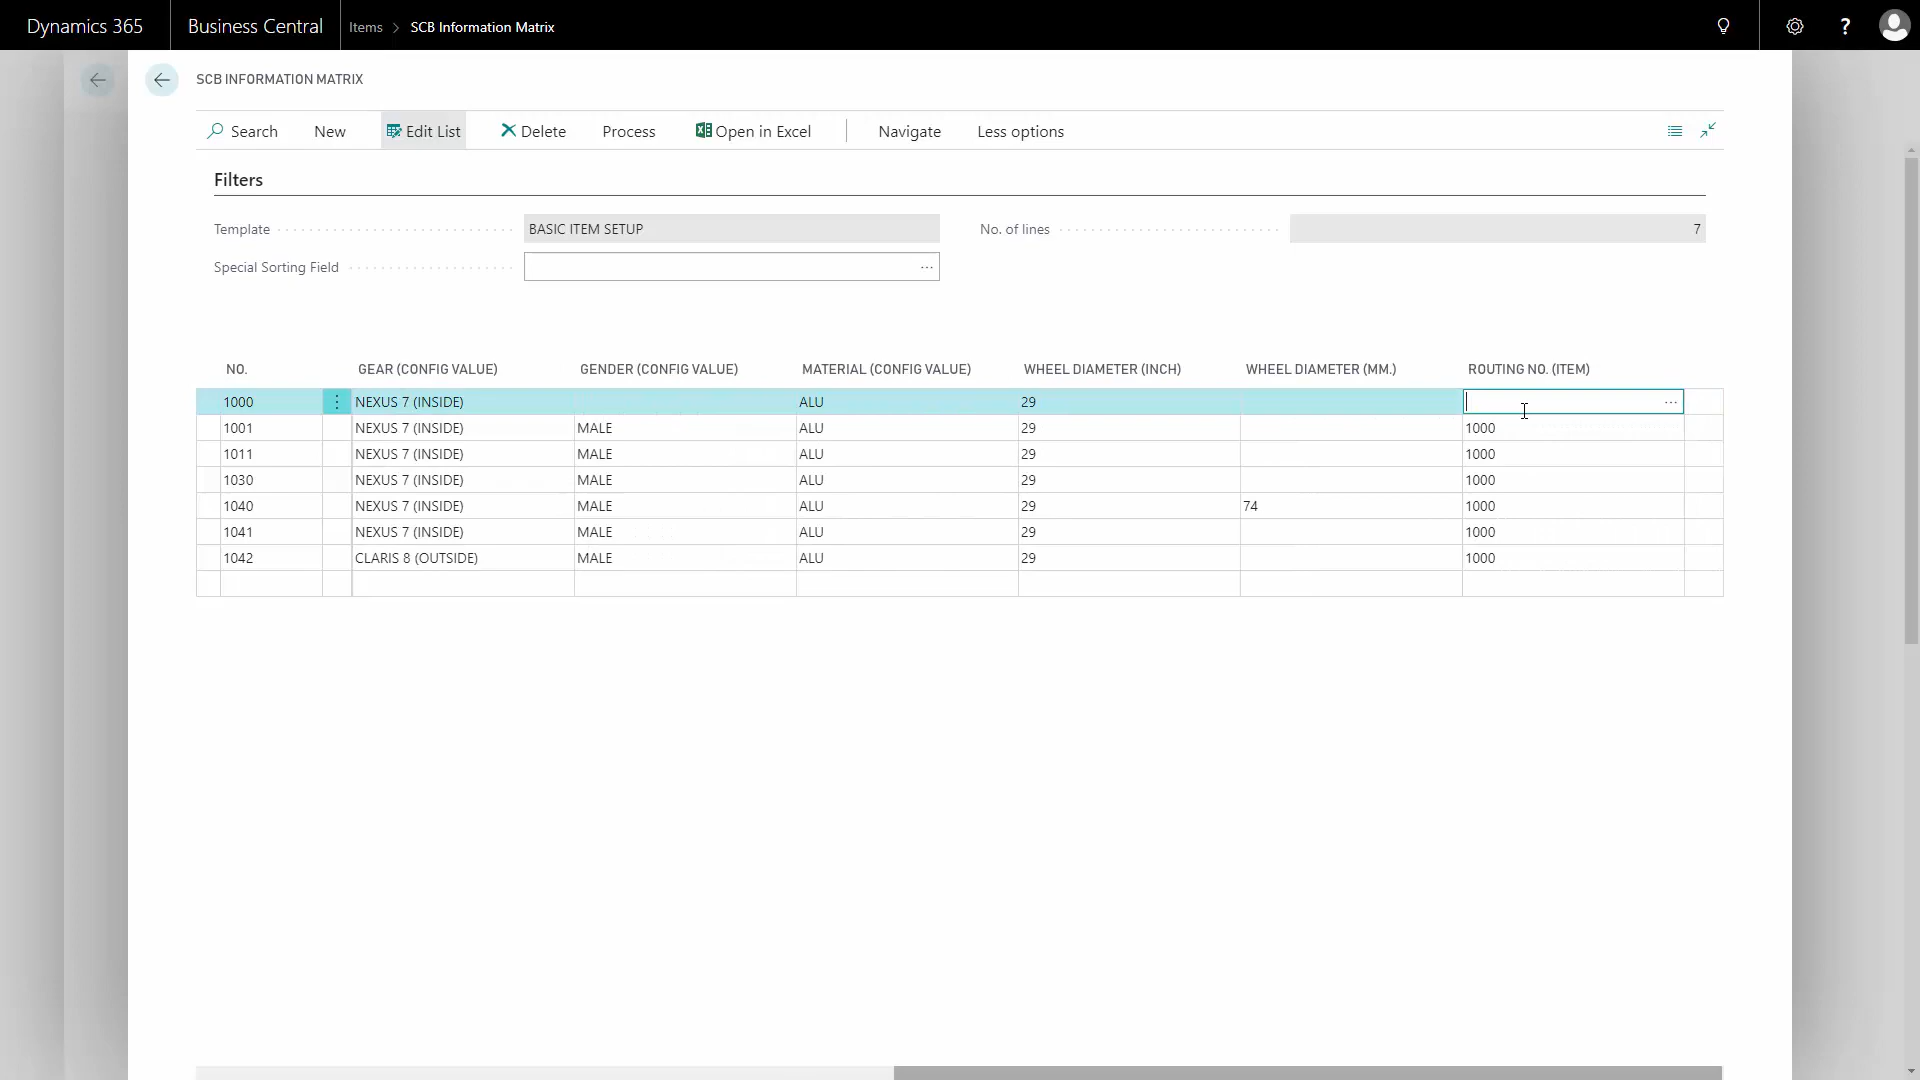 Dynamics 365 Business Central Items > SCB Information Matrix ?
SCB INFORMATION MATRIX
Search New Edit List Delete Process Open in Excel Navigate Less options
Filters
Template BASIC ITEM SETUP No. of lines 7
Special Sorting Field ...
NO. GEAR (CONFIG VALUE) GENDER (CONFIG VALUE) MATERIAL (CONFIG VALUE) WHEEL DIAMETER (INCH) WHEEL DIAMETER (MM.) ROUTING NO. (ITEM)
1000 NEXUS 7 (INSIDE) ALU 29 ...
1001 NEXUS 7 (INSIDE) MALE ALU 29 1000
1011 NEXUS 7 (INSIDE) MALE ALU 29 1000
1030 NEXUS 7 (INSIDE) MALE ALU 29 1000
1040 NEXUS 7 (INSIDE) MALE ALU 29 74 1000
1041 NEXUS 7 (INSIDE) MALE ALU 29 1000
1042 CLARIS 8 (OUTSIDE) MALE ALU 29 1000